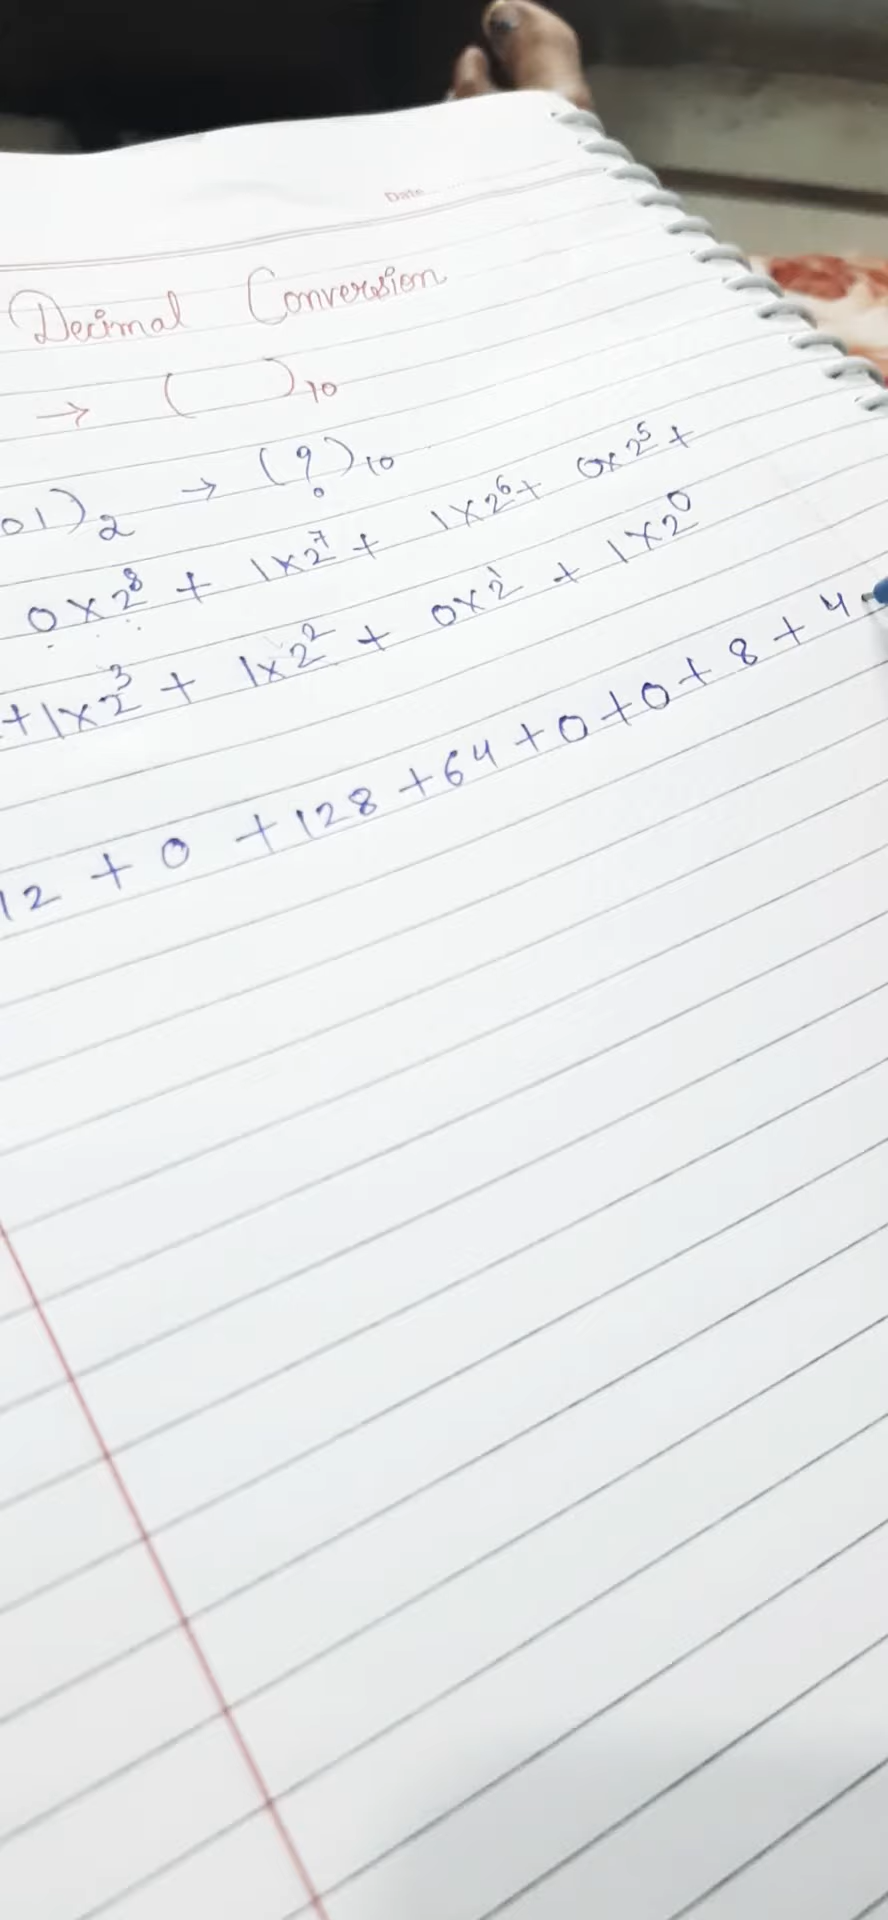 Date
Decimal Conversion
→ ( )₁₀
01)₂ → (?)₁₀
0×2⁸ + 1×2⁷ + 1×2⁶ + 0×2⁵ +
+1×2³ + 1×2² + 0×2¹ + 1×2⁰
12 + 0 + 128 + 64 + 0 + 0 + 8 + 4